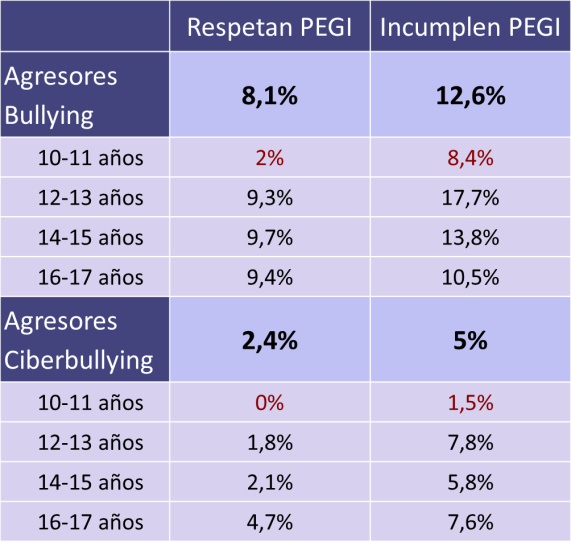 Respetan PEGI Incumplen PEGI
Agresores
Bullying 8,1% 12,6%
10-11 años 2% 8,4%
12-13 años 9,3% 17,7%
14-15 años 9,7% 13,8%
16-17 años 9,4% 10,5%
Agresores
Ciberbullying 2,4% 5%
10-11 años 0% 1,5%
12-13 años 1,8% 7,8%
14-15 años 2,1% 5,8%
16-17 años 4,7% 7,6%